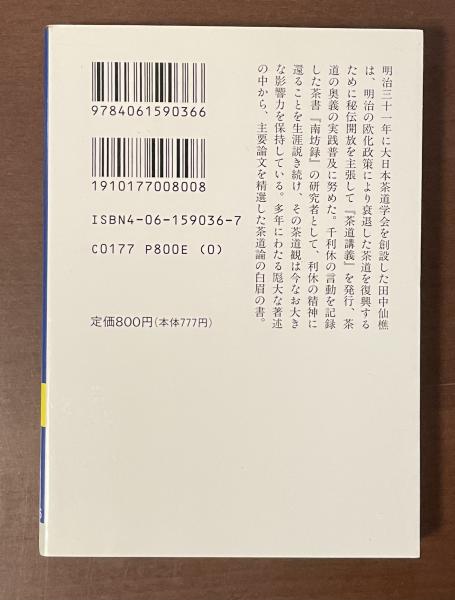 9784061590366
1910177008008
ISBN4-06-159036-7
C0177 P800E (0)
定価800円(本体777円)
明治三十一年に大日本茶道学会を創設した田中仙樵
は、明治の欧化政策により衰退した茶道を復興する
ために秘伝開放を主張して『茶道講義』を発行、茶
道の奥義の実践普及に努めた。千利休の言動を記録
した茶書『南坊録』の研究者として、利休の精神に
還ることを生涯説き続け、その茶道観は今なお大き
な影響力を保持している。多年にわたる厖大な著述
の中から、主要論文を精選した茶道論の白眉の書。